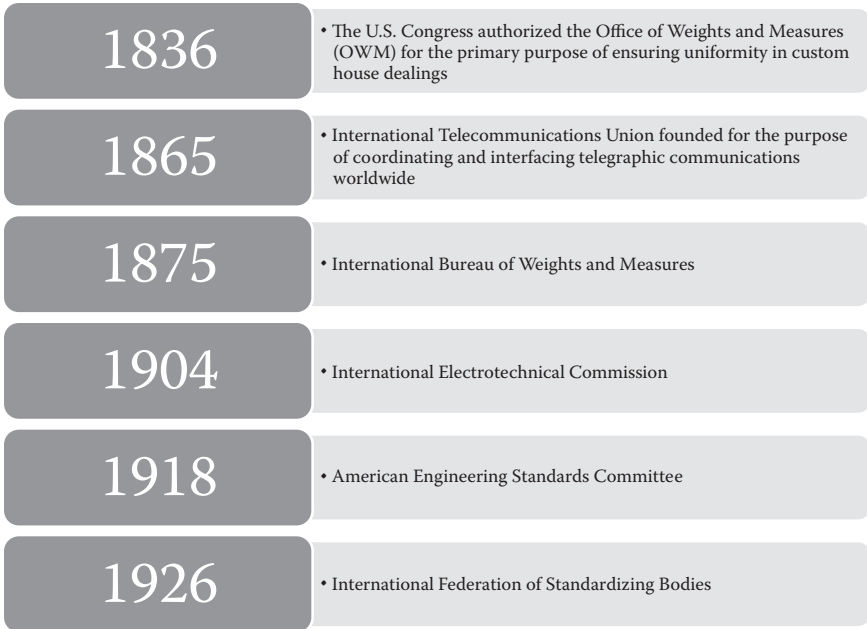 1836
• The U.S. Congress authorized the Office of Weights and Measures
(OWM) for the primary purpose of ensuring uniformity in custom
house dealings
1865
• International Telecommunications Union founded for the purpose
of coordinating and interfacing telegraphic communications
worldwide
1875
• International Bureau of Weights and Measures
1904
• International Electrotechnical Commission
1918
• American Engineering Standards Committee
1926
• International Federation of Standardizing Bodies